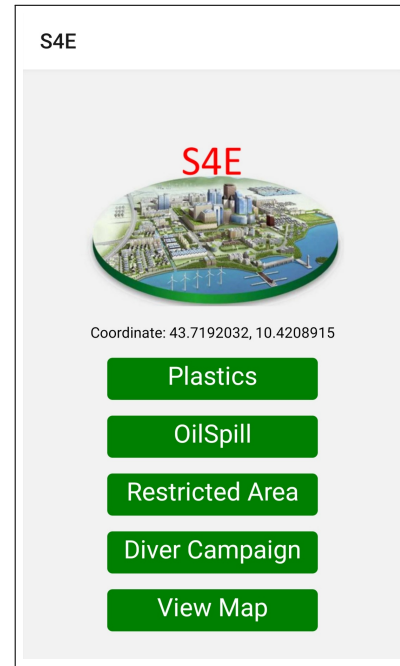 S4E
S4E
Coordinate: 43.7192032, 10.4208915
Plastics
OilSpill
Restricted Area
Diver Campaign
View Map